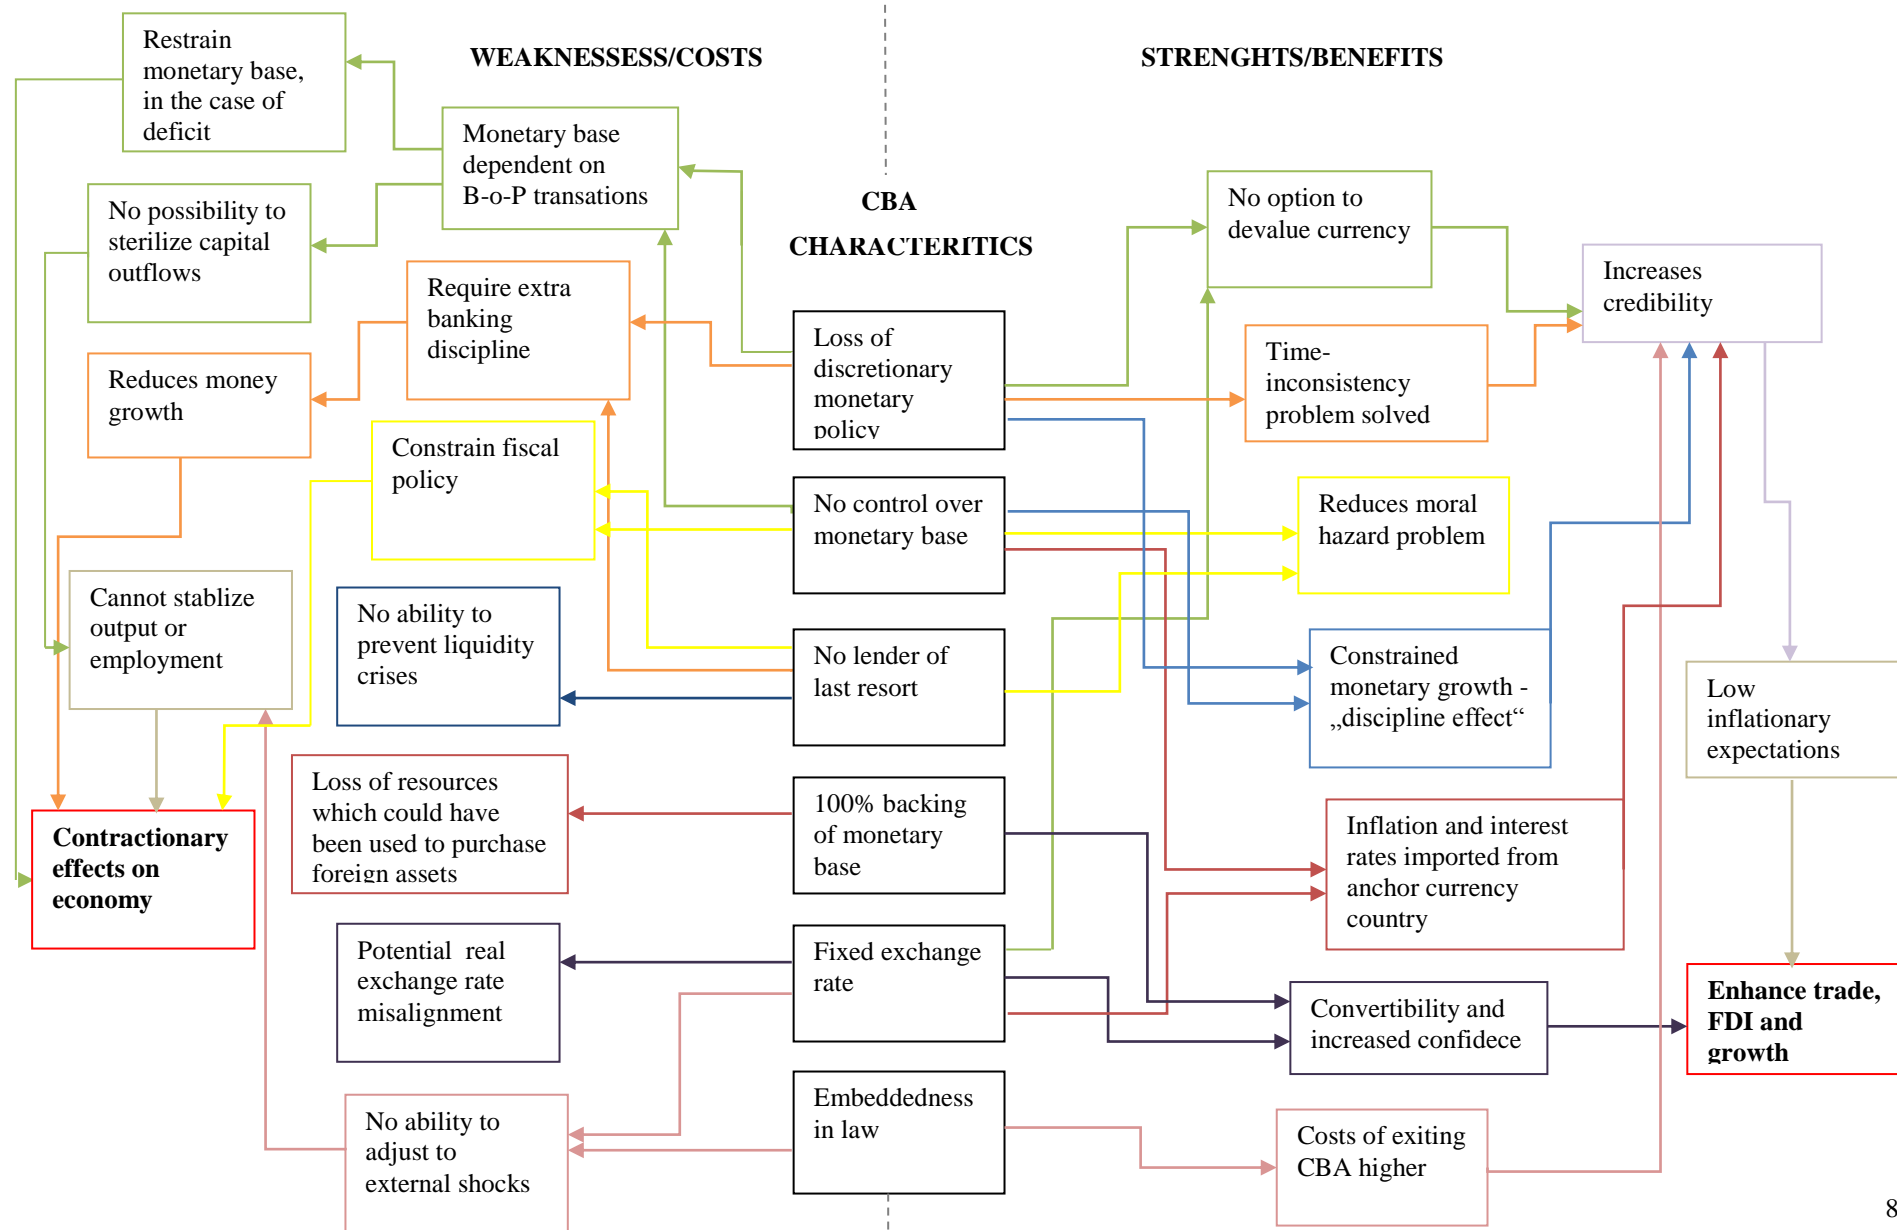 WEAKNESSESS/COSTS
STRENGHTS/BENEFITS
Restrain
monetary base,
in the case of
deficit
Monetary base
dependent on
B-o-P transations
No possibility to
sterilize capital
outflows
Require extra
banking
discipline
Reduces money
growth
Constrain fiscal
policy
Cannot stablize
output or
employment
No ability to
prevent liquidity
crises
Loss of resources
which could have
been used to purchase
foreign assets
Contractionary
effects on
economy
Potential real
exchange rate
misalignment
No ability to
adjust to
external shocks
CBA
CHARACTERITICS
Loss of
discretionary
monetary
policy
No control over
monetary base
No lender of
last resort
100% backing
of monetary
base
Fixed exchange
rate
Embeddedness
in law
No option to
devalue currency
Increases
credibility
Time-
inconsistency
problem solved
Reduces moral
hazard problem
Constrained
monetary growth -
„discipline effect“
Low
inflationary
expectations
Inflation and interest
rates imported from
anchor currency
country
Convertibility and
increased confidece
Enhance trade,
FDI and
growth
Costs of exiting
CBA higher
8